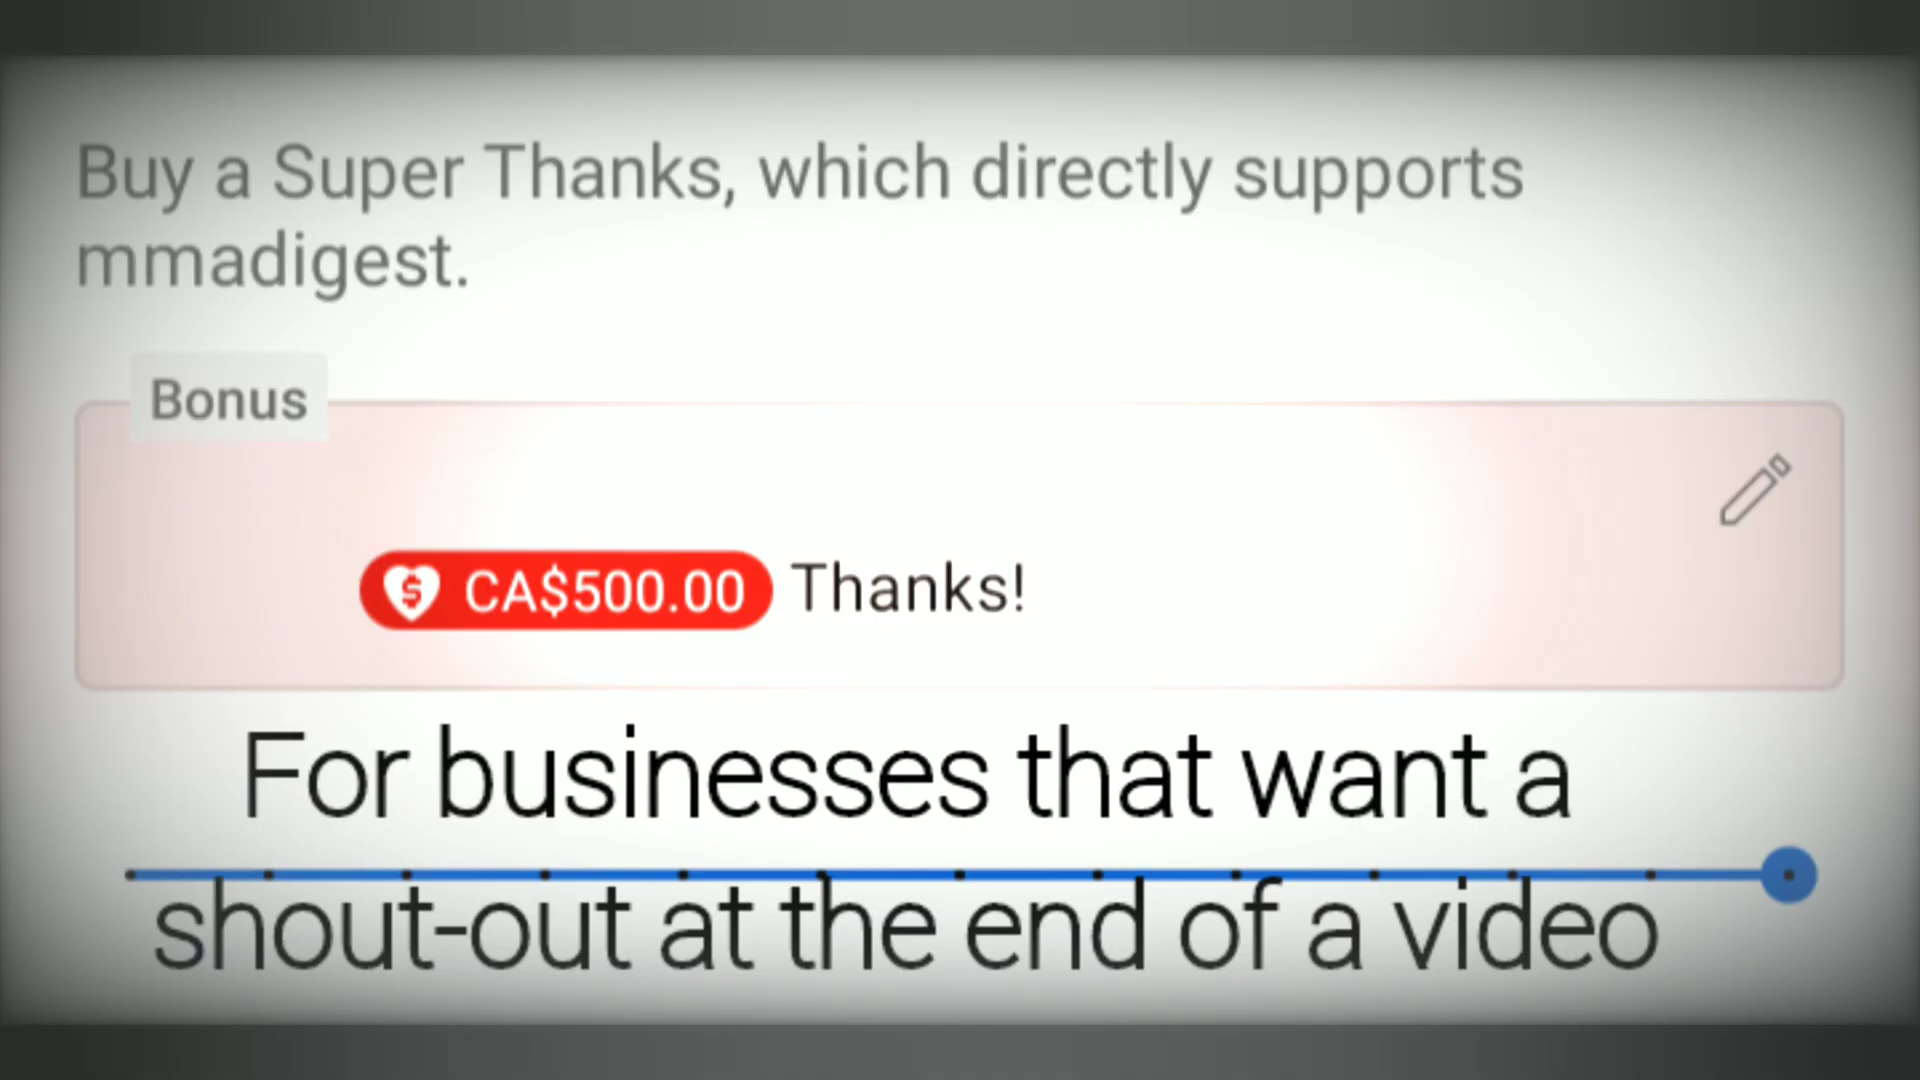 Buy a Super Thanks, which directly supports
mmadigest.
Bonus
CA$500.00 Thanks!
For businesses that want a
shout-out at the end of a video